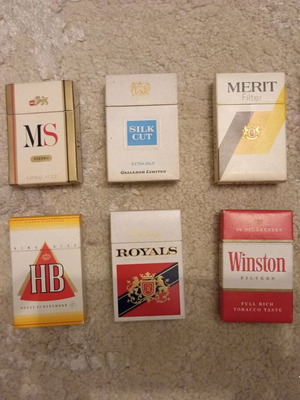 MS
FILTRO
SILK
CUT
EXTRA MILD
GALLAHER LIMITED
MERIT
Filter
HB
ROYALS
20 CIGARETTES
Winston
FILTERS
FULL RICH
TOBACCO TASTE